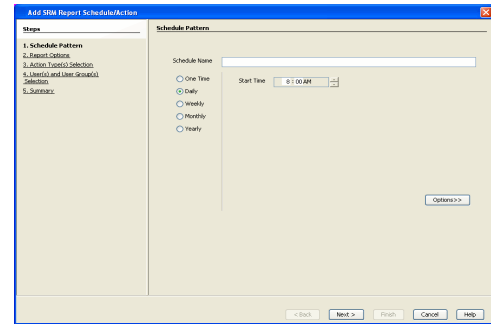 Add SRM Report Schedule/Action
Steps
1. Schedule Pattern
2. Report Options
3. Action Type(s) Selection
4. User(s) and User Group(s)
Selection
5. Summary
Schedule Pattern
Schedule Name
One Time
Daily
Weekly
Monthly
Yearly
Start Time 8 : 00 AM
Options>>
< Back Next > Finish Cancel Help